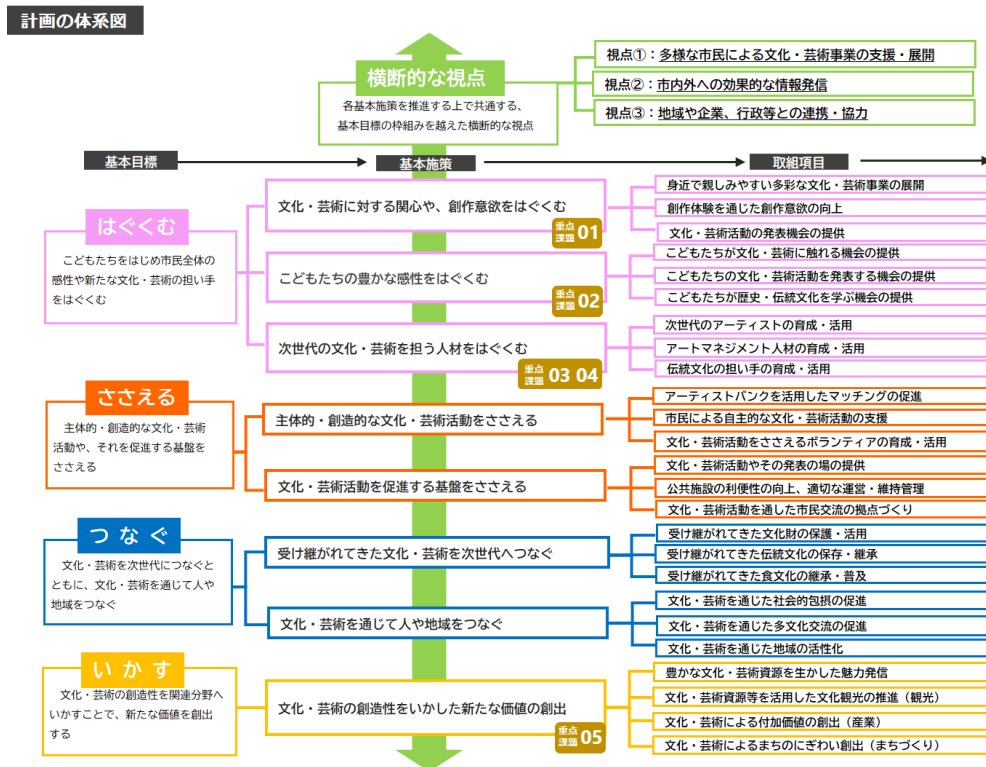 計画の体系図
横断的な視点
各基本施策を推進する上で共通する、
基本目標の枠組みを越えた横断的な視点
視点①：多様な市民による文化・芸術事業の支援・展開
視点②：市内外への効果的な情報発信
視点③：地域や企業、行政等との連携・協力
基本目標
基本施策
取組項目
はぐくむ
こどもたちをはじめ市民全体の
感性や新たな文化・芸術の担い手
をはぐくむ
文化・芸術に対する関心や、創作意欲をはぐくむ
重点
課題 01
身近で親しみやすい多彩な文化・芸術事業の展開
創作体験を通じた創作意欲の向上
文化・芸術活動の発表機会の提供
こどもたちの豊かな感性をはぐくむ
重点
課題 02
こどもたちが文化・芸術に触れる機会の提供
こどもたちの文化・芸術活動を発表する機会の提供
こどもたちが歴史・伝統文化を学ぶ機会の提供
次世代の文化・芸術を担う人材をはぐくむ
重点
課題 03 04
次世代のアーティストの育成・活用
アートマネジメント人材の育成・活用
伝統文化の担い手の育成・活用
ささえる
主体的・創造的な文化・芸術
活動や、それを促進する基盤を
ささえる
主体的・創造的な文化・芸術活動をささえる
アーティストバンクを活用したマッチングの促進
市民による自主的な文化・芸術活動の支援
文化・芸術活動をささえるボランティアの育成・活用
文化・芸術活動を促進する基盤をささえる
文化・芸術活動やその発表の場の提供
公共施設の利便性の向上、適切な運営・維持管理
文化・芸術活動を通した市民交流の拠点づくり
つなぐ
文化・芸術を次世代につなぐと
ともに、文化・芸術を通じて人や
地域をつなぐ
受け継がれてきた文化・芸術を次世代へつなぐ
受け継がれてきた文化財の保護・活用
受け継がれてきた伝統文化の保存・継承
受け継がれてきた食文化の継承・普及
文化・芸術を通じて人や地域をつなぐ
文化・芸術を通じた社会的包摂の促進
文化・芸術を通じた多文化交流の促進
文化・芸術を通じた地域の活性化
いかす
文化・芸術の創造性を関連分野へ
いかすことで、新たな価値を創出
する
文化・芸術の創造性をいかした新たな価値の創出
重点
課題 05
豊かな文化・芸術資源を生かした魅力発信
文化・芸術資源等を活用した文化観光の推進（観光）
文化・芸術による付加価値の創出（産業）
文化・芸術によるまちのにぎわい創出（まちづくり）